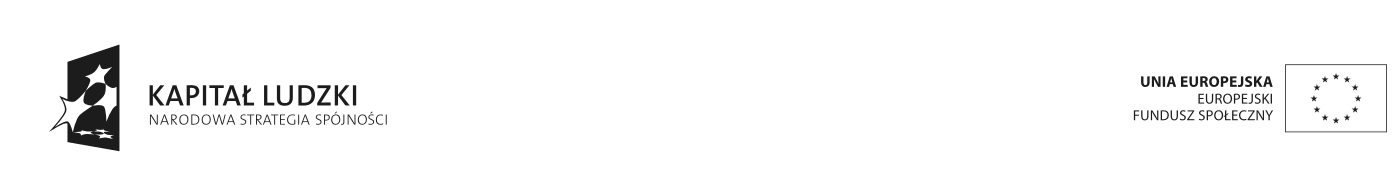 KAPITAŁ LUDZKI
NARODOWA STRATEGIA SPÓJNOŚCI
UNIA EUROPEJSKA
EUROPEJSKI
FUNDUSZ SPOŁECZNY